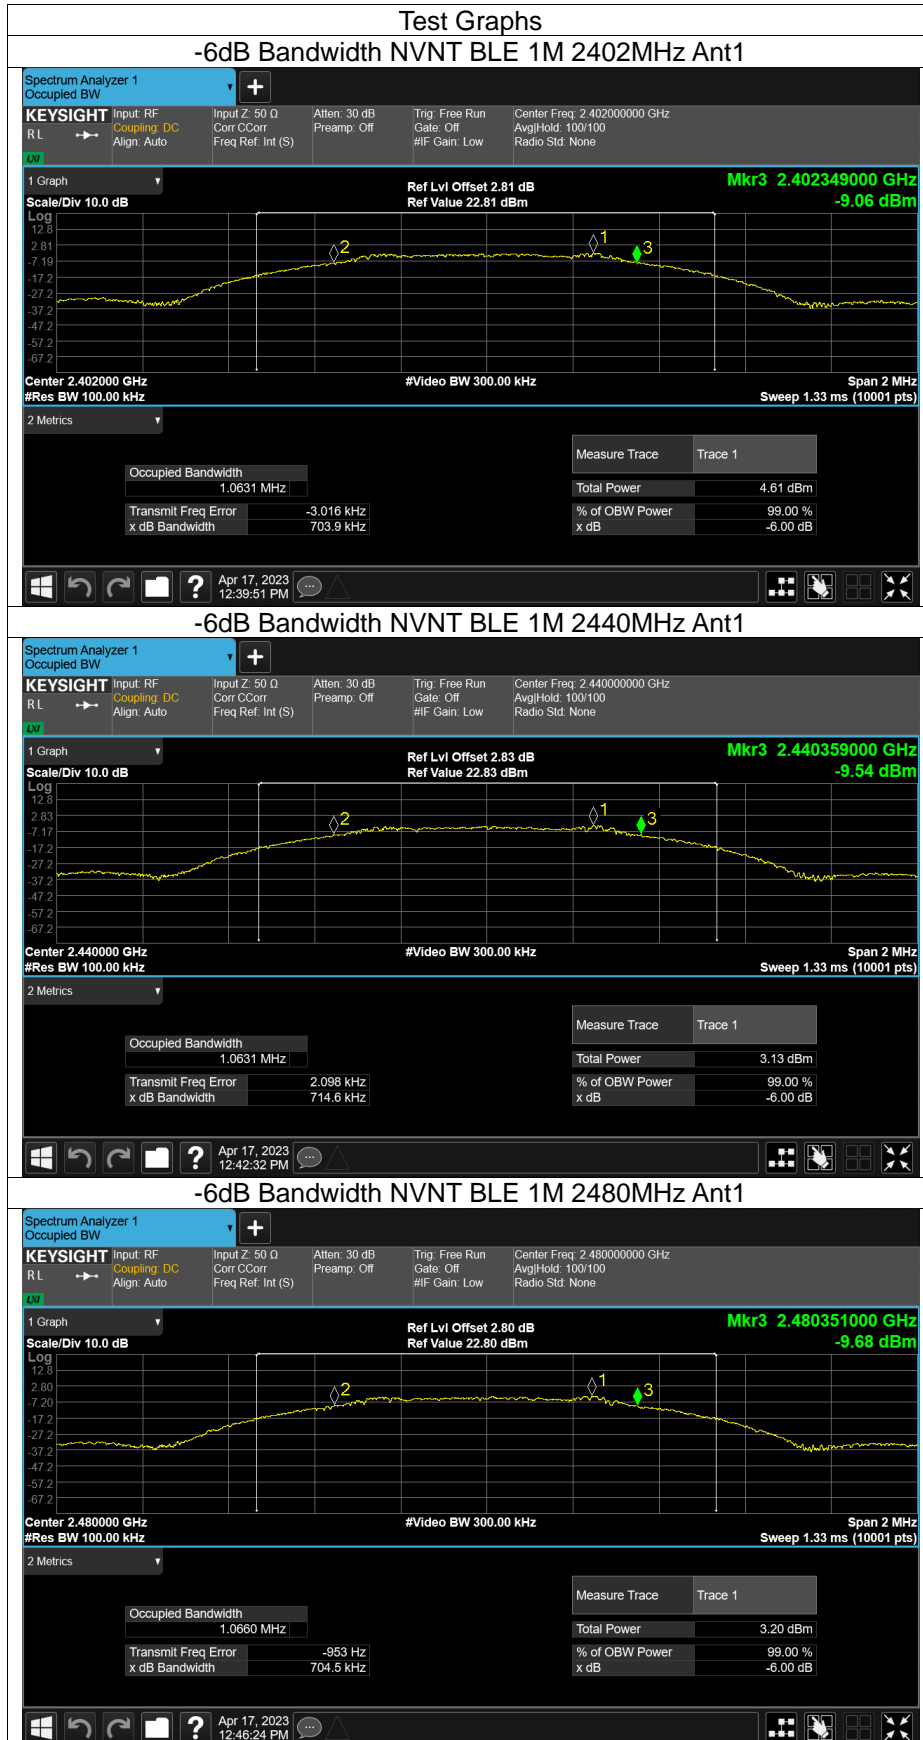 Test Graphs
-6dB Bandwidth NVNT BLE 1M 2402MHz Ant1
Spectrum Analyzer 1
Occupied BW
+
KEYSIGHT
R L
LXI
Input: RF
Coupling: DC
Align: Auto
Input Z: 50 Ω
Corr CCorr
Freq Ref: Int (S)
Atten: 30 dB
Preamp: Off
Trig: Free Run
Gate: Off
#IF Gain: Low
Center Freq: 2.402000000 GHz
Avg|Hold: 100/100
Radio Std: None
1 Graph
Scale/Div 10.0 dB
Ref Lvl Offset 2.81 dB
Ref Value 22.81 dBm
Mkr3 2.402349000 GHz
-9.06 dBm
Log
12.8
2.81
-7.19
-17.2
-27.2
-37.2
-47.2
-57.2
-67.2
2
1
3
Center 2.402000 GHz
#Video BW 300.00 kHz
Span 2 MHz
#Res BW 100.00 kHz
Sweep 1.33 ms (10001 pts)
2 Metrics
Measure Trace Trace 1
Occupied Bandwidth
1.0631 MHz
Total Power 4.61 dBm
Transmit Freq Error -3.016 kHz
% of OBW Power 99.00 %
x dB Bandwidth 703.9 kHz
x dB -6.00 dB
?
Apr 17, 2023
12:39:51 PM
-6dB Bandwidth NVNT BLE 1M 2440MHz Ant1
Spectrum Analyzer 1
Occupied BW
+
KEYSIGHT
R L
LXI
Input: RF
Coupling: DC
Align: Auto
Input Z: 50 Ω
Corr CCorr
Freq Ref: Int (S)
Atten: 30 dB
Preamp: Off
Trig: Free Run
Gate: Off
#IF Gain: Low
Center Freq: 2.440000000 GHz
Avg|Hold: 100/100
Radio Std: None
1 Graph
Scale/Div 10.0 dB
Ref Lvl Offset 2.83 dB
Ref Value 22.83 dBm
Mkr3 2.440359000 GHz
-9.54 dBm
Log
12.8
2.83
-7.17
-17.2
-27.2
-37.2
-47.2
-57.2
-67.2
2
1
3
Center 2.440000 GHz
#Video BW 300.00 kHz
Span 2 MHz
#Res BW 100.00 kHz
Sweep 1.33 ms (10001 pts)
2 Metrics
Measure Trace Trace 1
Occupied Bandwidth
1.0631 MHz
Total Power 3.13 dBm
Transmit Freq Error 2.098 kHz
% of OBW Power 99.00 %
x dB Bandwidth 714.6 kHz
x dB -6.00 dB
?
Apr 17, 2023
12:42:32 PM
-6dB Bandwidth NVNT BLE 1M 2480MHz Ant1
Spectrum Analyzer 1
Occupied BW
+
KEYSIGHT
R L
LXI
Input: RF
Coupling: DC
Align: Auto
Input Z: 50 Ω
Corr CCorr
Freq Ref: Int (S)
Atten: 30 dB
Preamp: Off
Trig: Free Run
Gate: Off
#IF Gain: Low
Center Freq: 2.480000000 GHz
Avg|Hold: 100/100
Radio Std: None
1 Graph
Scale/Div 10.0 dB
Ref Lvl Offset 2.80 dB
Ref Value 22.80 dBm
Mkr3 2.480351000 GHz
-9.68 dBm
Log
12.8
2.80
-7.20
-17.2
-27.2
-37.2
-47.2
-57.2
-67.2
2
1
3
Center 2.480000 GHz
#Video BW 300.00 kHz
Span 2 MHz
#Res BW 100.00 kHz
Sweep 1.33 ms (10001 pts)
2 Metrics
Measure Trace Trace 1
Occupied Bandwidth
1.0660 MHz
Total Power 3.20 dBm
Transmit Freq Error -953 Hz
% of OBW Power 99.00 %
x dB Bandwidth 704.5 kHz
x dB -6.00 dB
?
Apr 17, 2023
12:46:24 PM